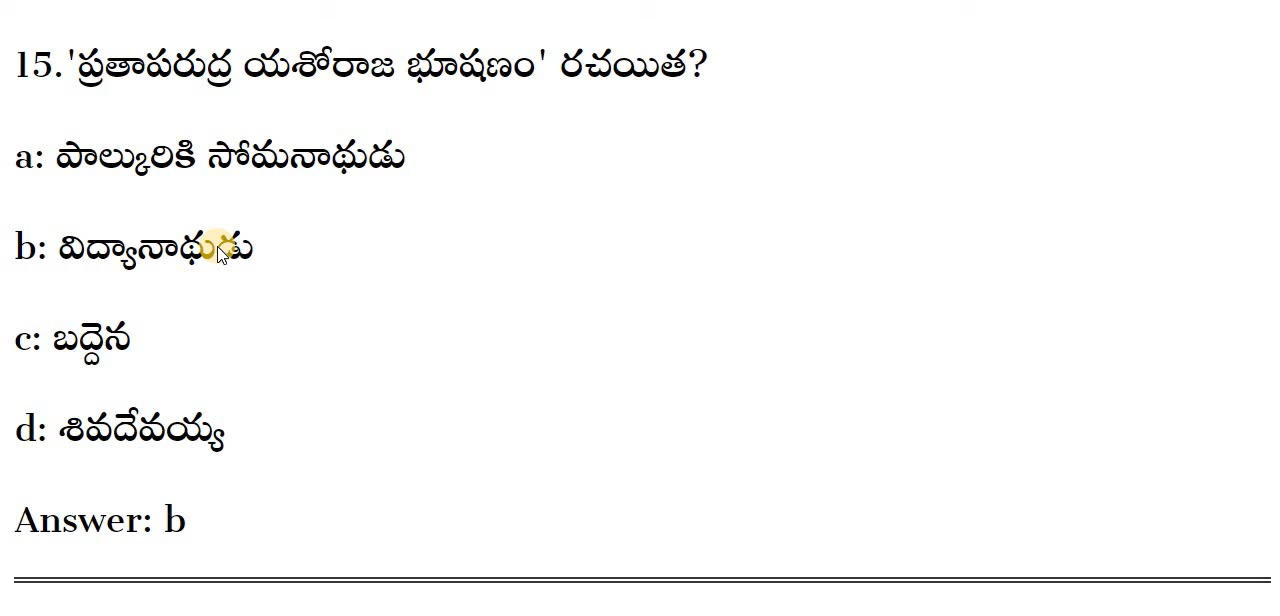 15.'ప్రతాపరుద్ర యశోరాజ భూషణం' రచయిత?
a: పాల్కురికి సోమనాథుడు
b: విద్యానాథుడు
c: బద్దెన
d: శివదేవయ్య
Answer: b